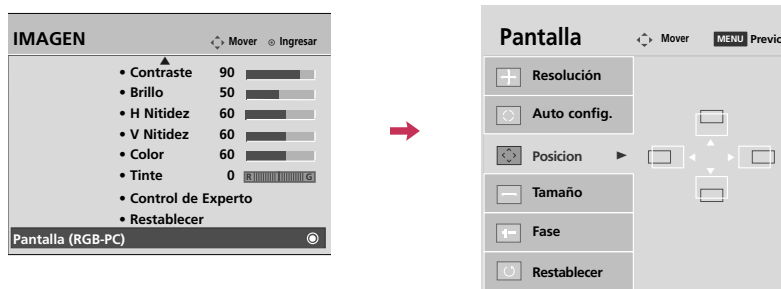 IMAGEN
Mover
Ingresar
• Contraste 90
• Brillo 50
• H Nitidez 60
• V Nitidez 60
• Color 60
• Tinte 0 R G
• Control de Experto
• Restablecer
Pantalla (RGB-PC)
Pantalla
Mover
MENU Previo
Resolución
Auto config.
Posicion
Tamaño
Fase
Restablecer